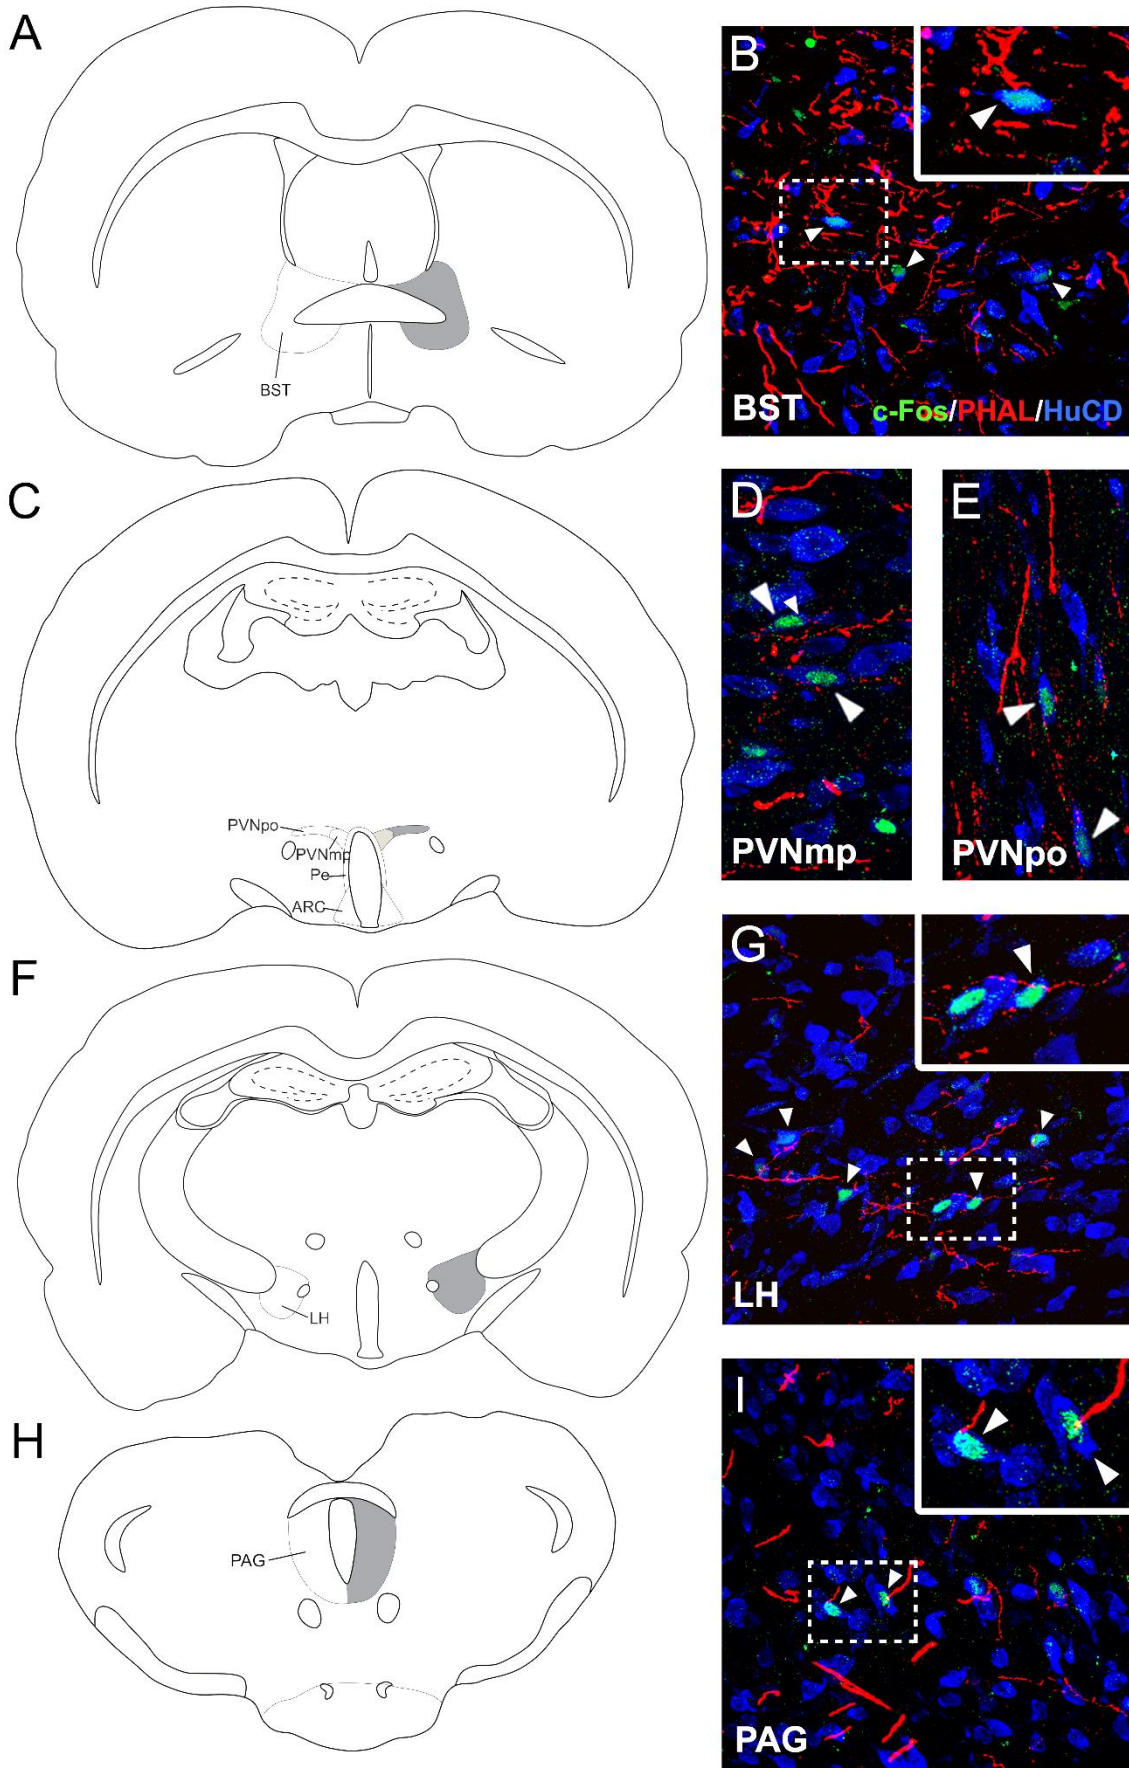 A
BST
B
BST
c-Fos/PHAL/HuCD
C
PVNpo
PVNmp
Pe
ARC
D
PVNmp
E
PVNpo
F
LH
G
LH
H
PAG
I
PAG